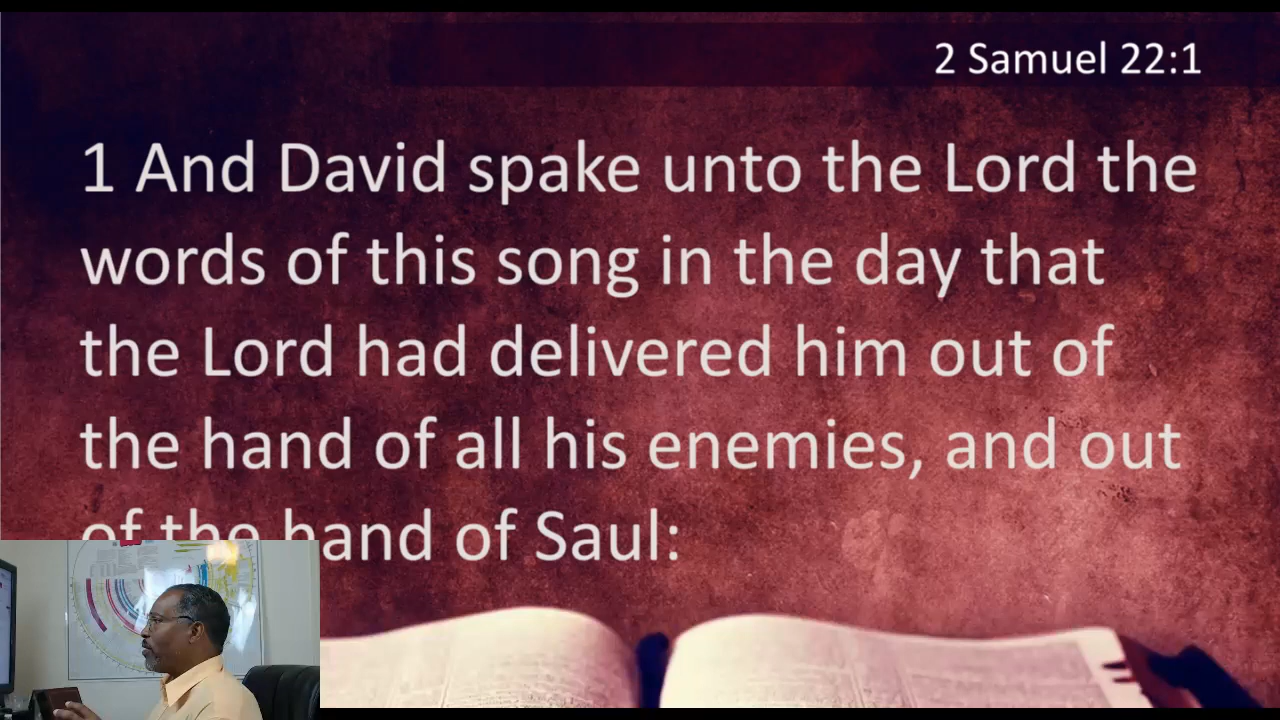 2 Samuel 22:1
1 And David spake unto the Lord the
words of this song in the day that
the Lord had delivered him out of
the hand of all his enemies, and out
of the hand of Saul: